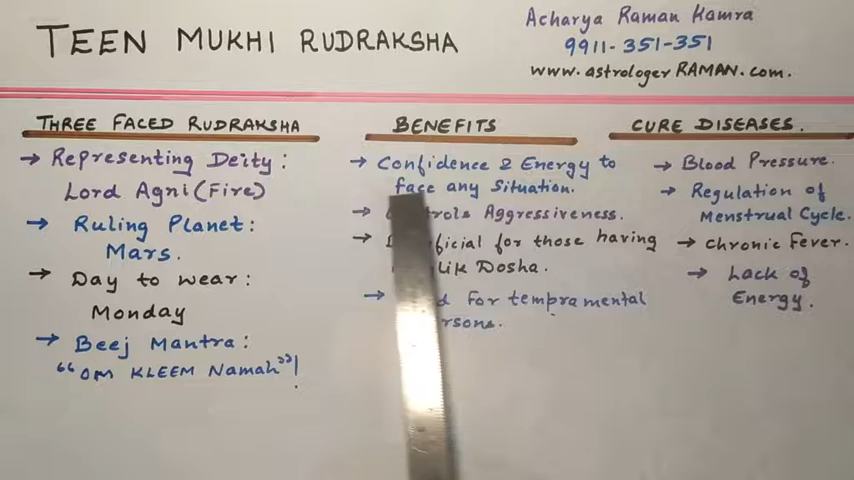 TEEN MUKHI RUDRAKSHA
Acharya Raman Kamra
9911-351-351
www.astrologerRAMAN.com.
THREE FACED RUDRAKSHA
→ Representing Deity:
Lord Agni (Fire)
→ Ruling Planet:
Mars.
→ Day to wear:
Monday
→ Beej Mantra:
"OM KLEEM Namah"!
BENEFITS
→ Confidence & Energy to
face any Situation.
→ Aggressiveness.
→ for those having
Dosha.
→ for tempramental
CURE DISEASES.
→ Blood Pressure.
→ Regulation of
Menstrual Cycle.
→ Chronic Fever.
→ Lack of
Energy.